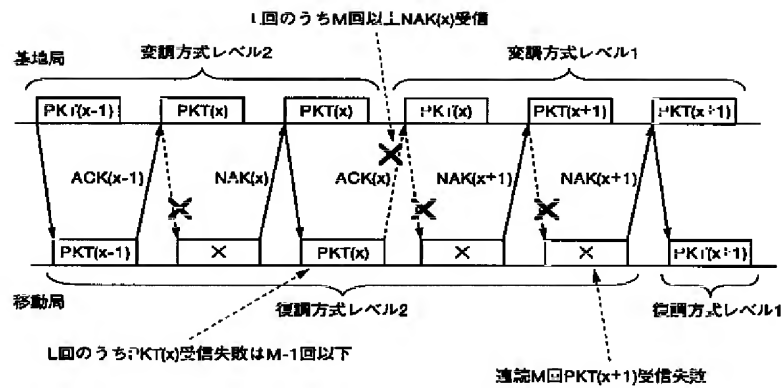 L回のうちM回以上NAK(x)受信
変調方式レベル2
変調方式レベル1
基地局
PKT(x-1)
PKT(x)
PKT(x)
PKT(x)
PKT(x+1)
PKT(x+1)
ACK(x-1)
NAK(x)
ACK(x)
NAK(x+1)
NAK(x+1)
PKT(x-1)
×
PKT(x)
×
×
PKT(x+1)
移動局
復調方式レベル2
復調方式レベル1
L回のうちPKT(x)受信失敗はM-1回以下
連続M回PKT(x+1)受信失敗